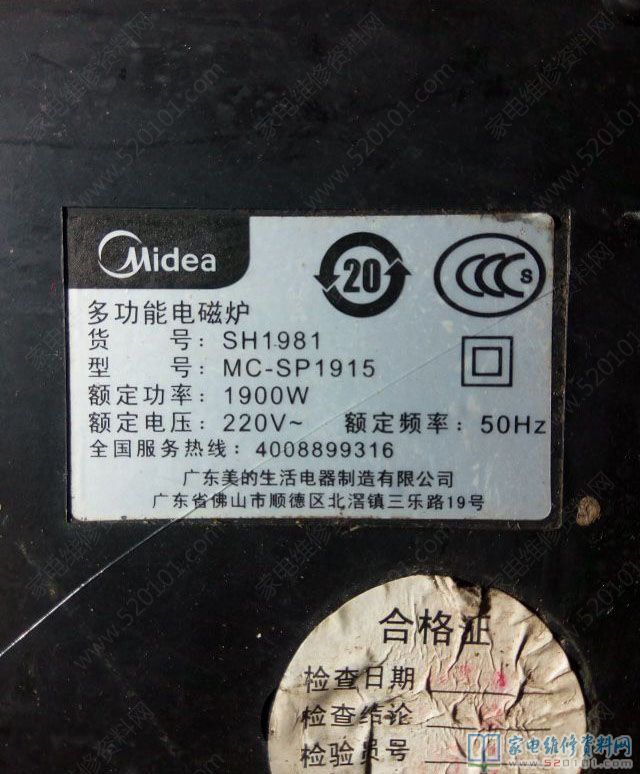 Midea
20
CCC S
多功能电磁炉
货 号: SH1981
型 号: MC-SP1915
额定功率: 1900W
额定电压: 220V~ 额定频率: 50Hz
全国服务热线: 4008899316
广东美的生活电器制造有限公司
广东省佛山市顺德区北滘镇三乐路19号
合格证
检查日期
检查结论
检验员号
家电维修资料网
www.520101.com